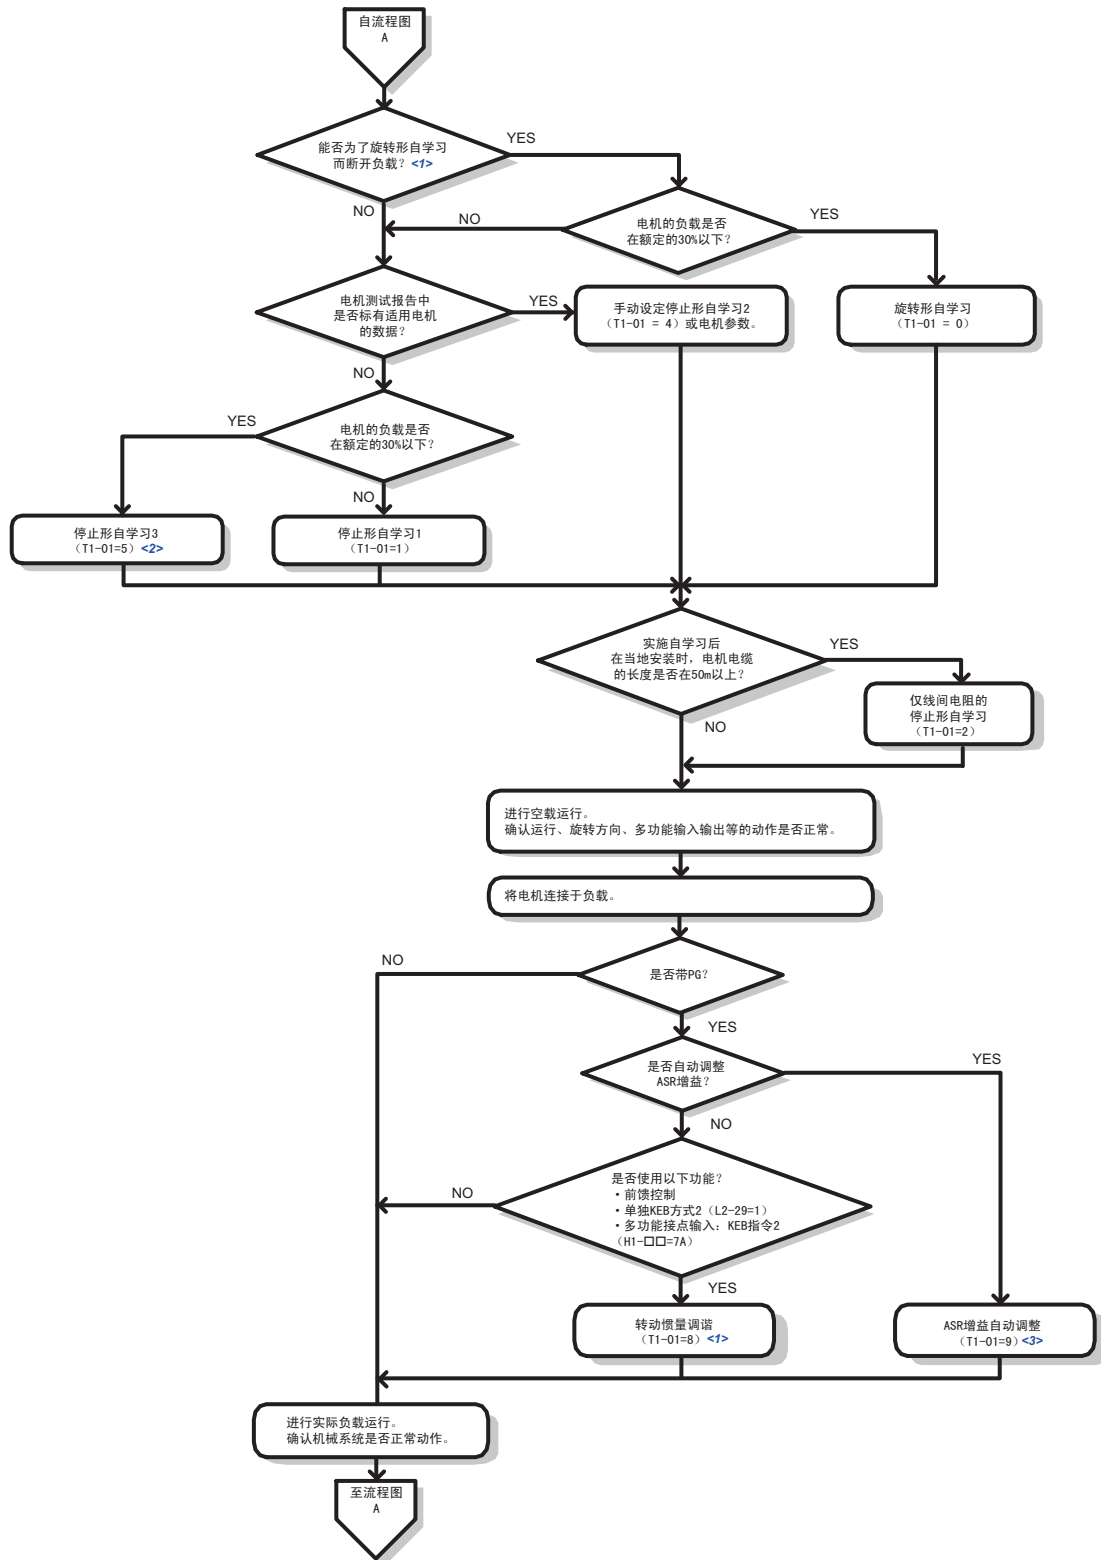 自流程图
A
能否为了旋转形自学习
而断开负载？<1>
YES
NO
电机的负载是否
在额定的30%以下？
NO
YES
电机测试报告中
是否标有适用电机
的数据？
YES
手动设定停止形自学习2
（T1-01 = 4）或电机参数。
旋转形自学习
（T1-01 = 0）
NO
电机的负载是否
在额定的30%以下？
YES
NO
停止形自学习3
（T1-01=5）<2>
停止形自学习1
（T1-01=1）
实施自学习后
在当地安装时，电机电缆
的长度是否在50m以上？
YES
NO
仅线间电阻的
停止形自学习
（T1-01=2）
进行空载运行。
确认运行、旋转方向、多功能输入输出等的动作是否正常。
将电机连接于负载。
是否带PG？
NO
YES
是否自动调整
ASR增益？
YES
NO
是否使用以下功能？
・前馈控制
・单独KEB方式2（L2-29=1）
・多功能接点输入：KEB指令2
（H1-□□=7A）
NO
YES
转动惯量调谐
（T1-01=8）<1>
ASR增益自动调整
（T1-01=9）<3>
进行实际负载运行。
确认机械系统是否正常动作。
至流程图
A